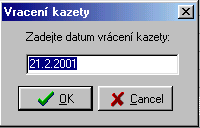 Vracení kazety
Zadejte datum vrácení kazety:
21.2.2001
OK
Cancel